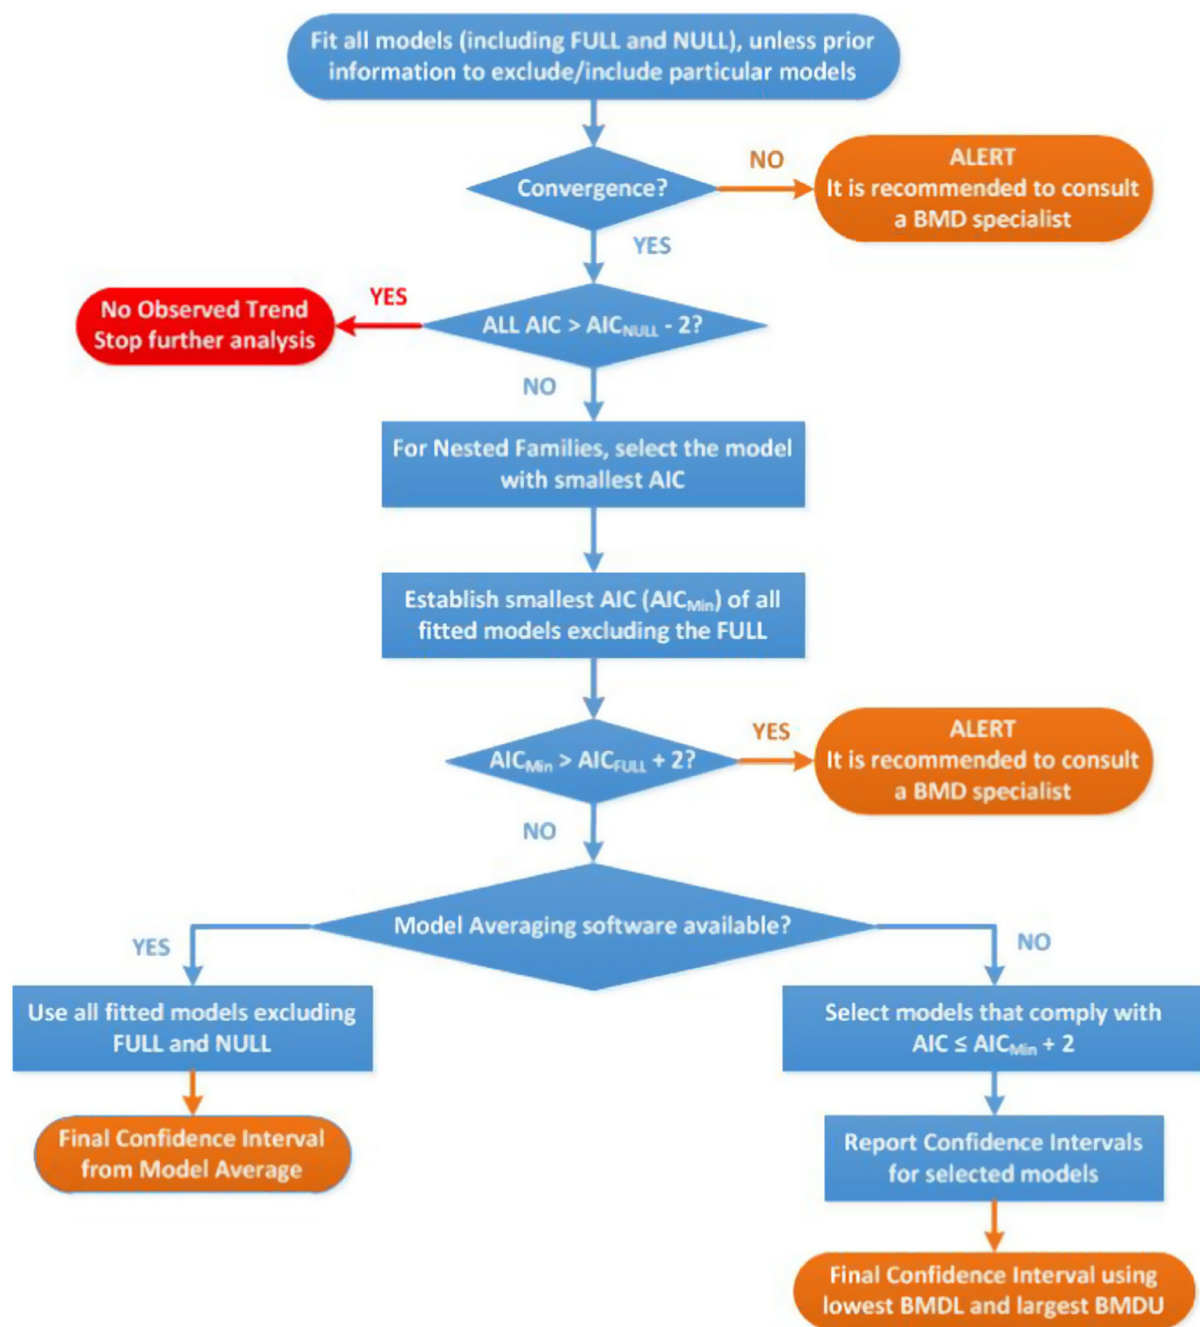 Fit all models (including FULL and NULL), unless prior
information to exclude/include particular models
Convergence?
NO
ALERT
It is recommended to consult
a BMD specialist
YES
ALL AIC > AIC_NULL - 2?
YES
No Observed Trend
Stop further analysis
NO
For Nested Families, select the model
with smallest AIC
Establish smallest AIC (AIC_Min) of all
fitted models excluding the FULL
AIC_Min > AIC_FULL + 2?
YES
ALERT
It is recommended to consult
a BMD specialist
NO
Model Averaging software available?
YES
Use all fitted models excluding
FULL and NULL
Final Confidence Interval
from Model Average
NO
Select models that comply with
AIC ≤ AIC_Min + 2
Report Confidence Intervals
for selected models
Final Confidence Interval using
lowest BMDL and largest BMDU